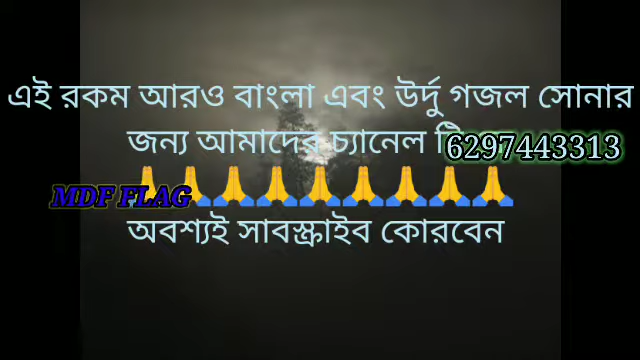 এই রকম আরও বাংলা এবং উর্দু গজল সোনার
জন্য আমাদের চ্যানেল টি
6297443313
🙏🙏🙏🙏🙏🙏🙏🙏🙏
MDF FLAG
অবশ্যই সাবস্ক্রাইব কোরবেন